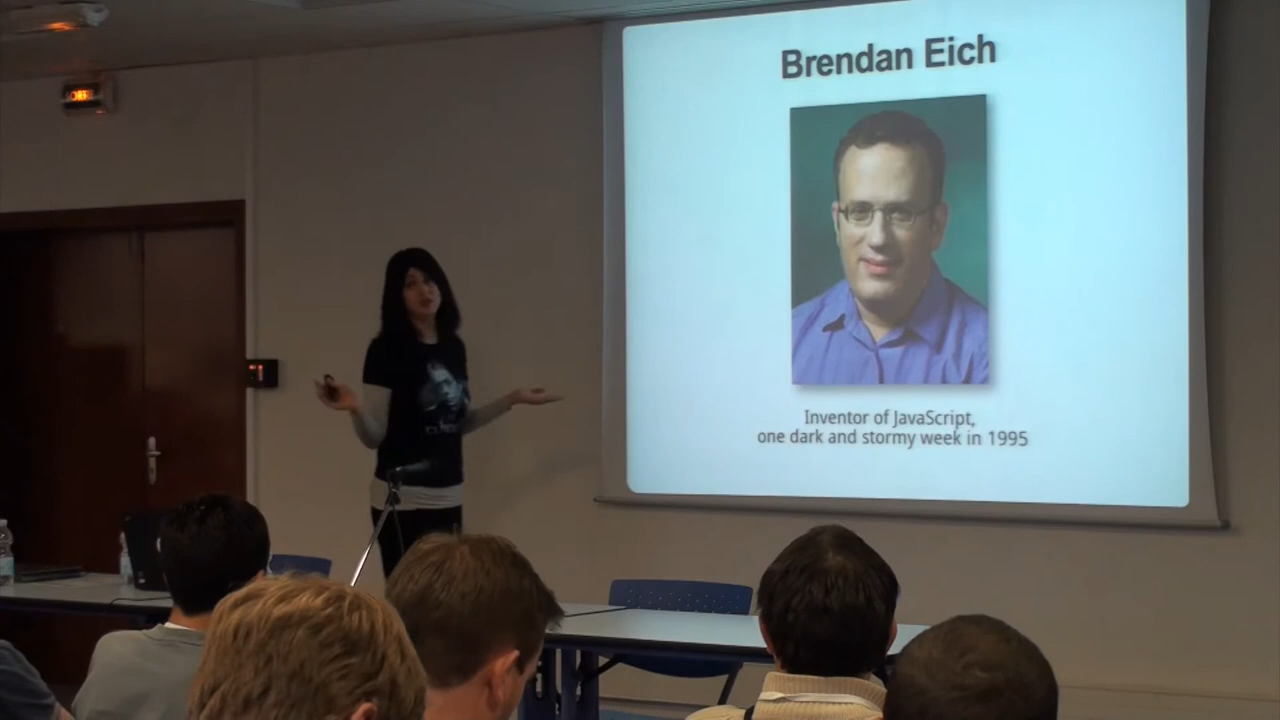 Brendan Eich
Inventor of JavaScript,
one dark and stormy week in 1995